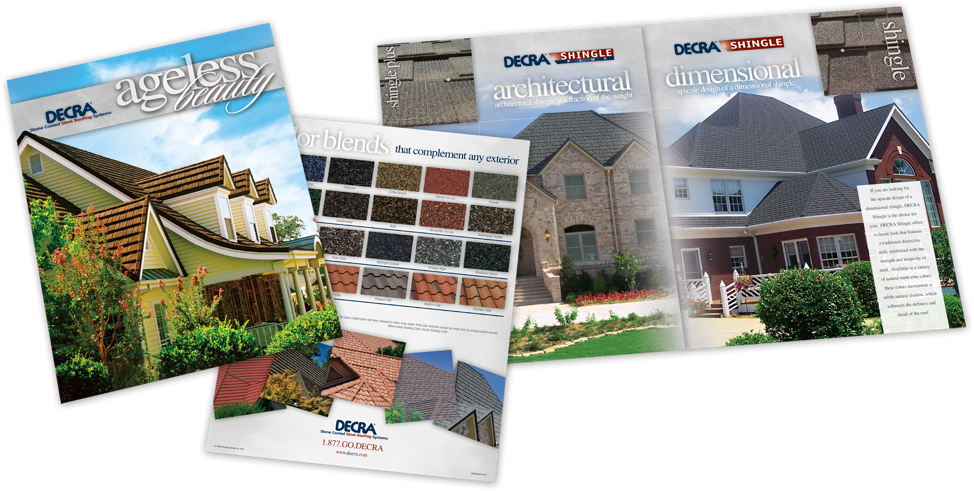 ageless
beauty
DECRA
Stone Coated Steel Roofing Systems
or blends that complement any exterior
DECRA
Stone Coated Steel Roofing Systems
1.877.GO.DECRA
www.decra.com
shingle plus
DECRA SHINGLE
PLUS
architectural
architectural shingle at a fraction of the weight
DECRA SHINGLE
dimensional
upscale design of a dimensional shingle
shingle
If you are looking for
the upscale design of a
dimensional shingle, DECRA
Shingle is the choice for
you. DECRA Shingle offers
a classic look that features
a traditional distinctive
style, reinforced with the
strength and longevity of
steel. Available in a variety
of natural earth tone colors,
these colors incorporate a
subtle natural shadow, which
enhances the richness and
detail of the roof.